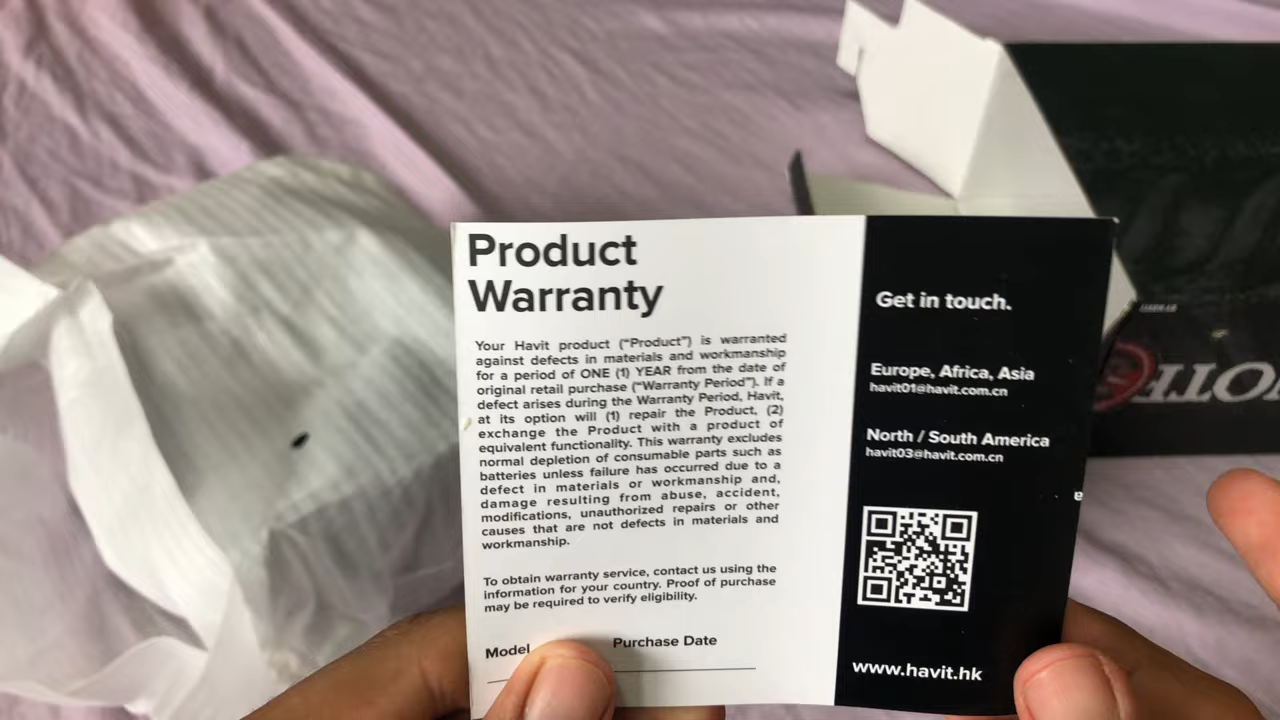 Product
Warranty
Your Havit product (“Product”) is warranted
against defects in materials and workmanship
for a period of ONE (1) YEAR from the date of
original retail purchase (“Warranty Period”). If a
defect arises during the Warranty Period, Havit,
at its option will (1) repair the Product, (2)
exchange the Product with a product of
equivalent functionality. This warranty excludes
normal depletion of consumable parts such as
batteries unless failure has occurred due to a
defect in materials or workmanship and,
damage resulting from abuse, accident,
modifications, unauthorized repairs or other
causes that are not defects in materials and
workmanship.
To obtain warranty service, contact us using the
information for your country. Proof of purchase
may be required to verify eligibility.
Model
Purchase Date
Get in touch.
Europe, Africa, Asia
havit01@havit.com.cn
North / South America
havit03@havit.com.cn
e
www.havit.hk